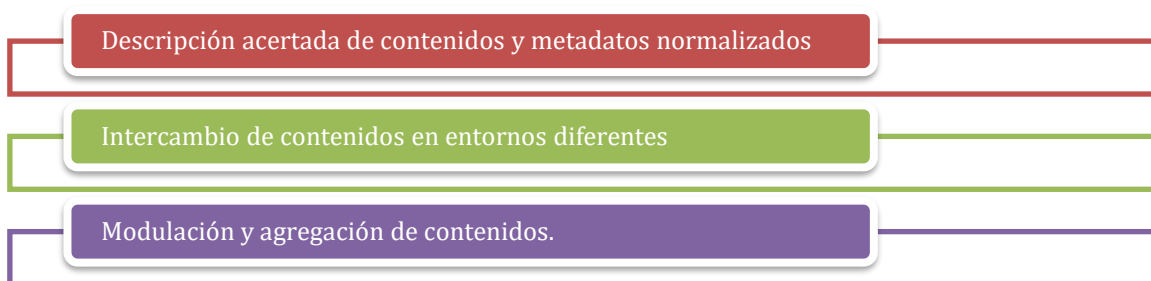 Descripción acertada de contenidos y metadatos normalizados
Intercambio de contenidos en entornos diferentes
Modulación y agregación de contenidos.